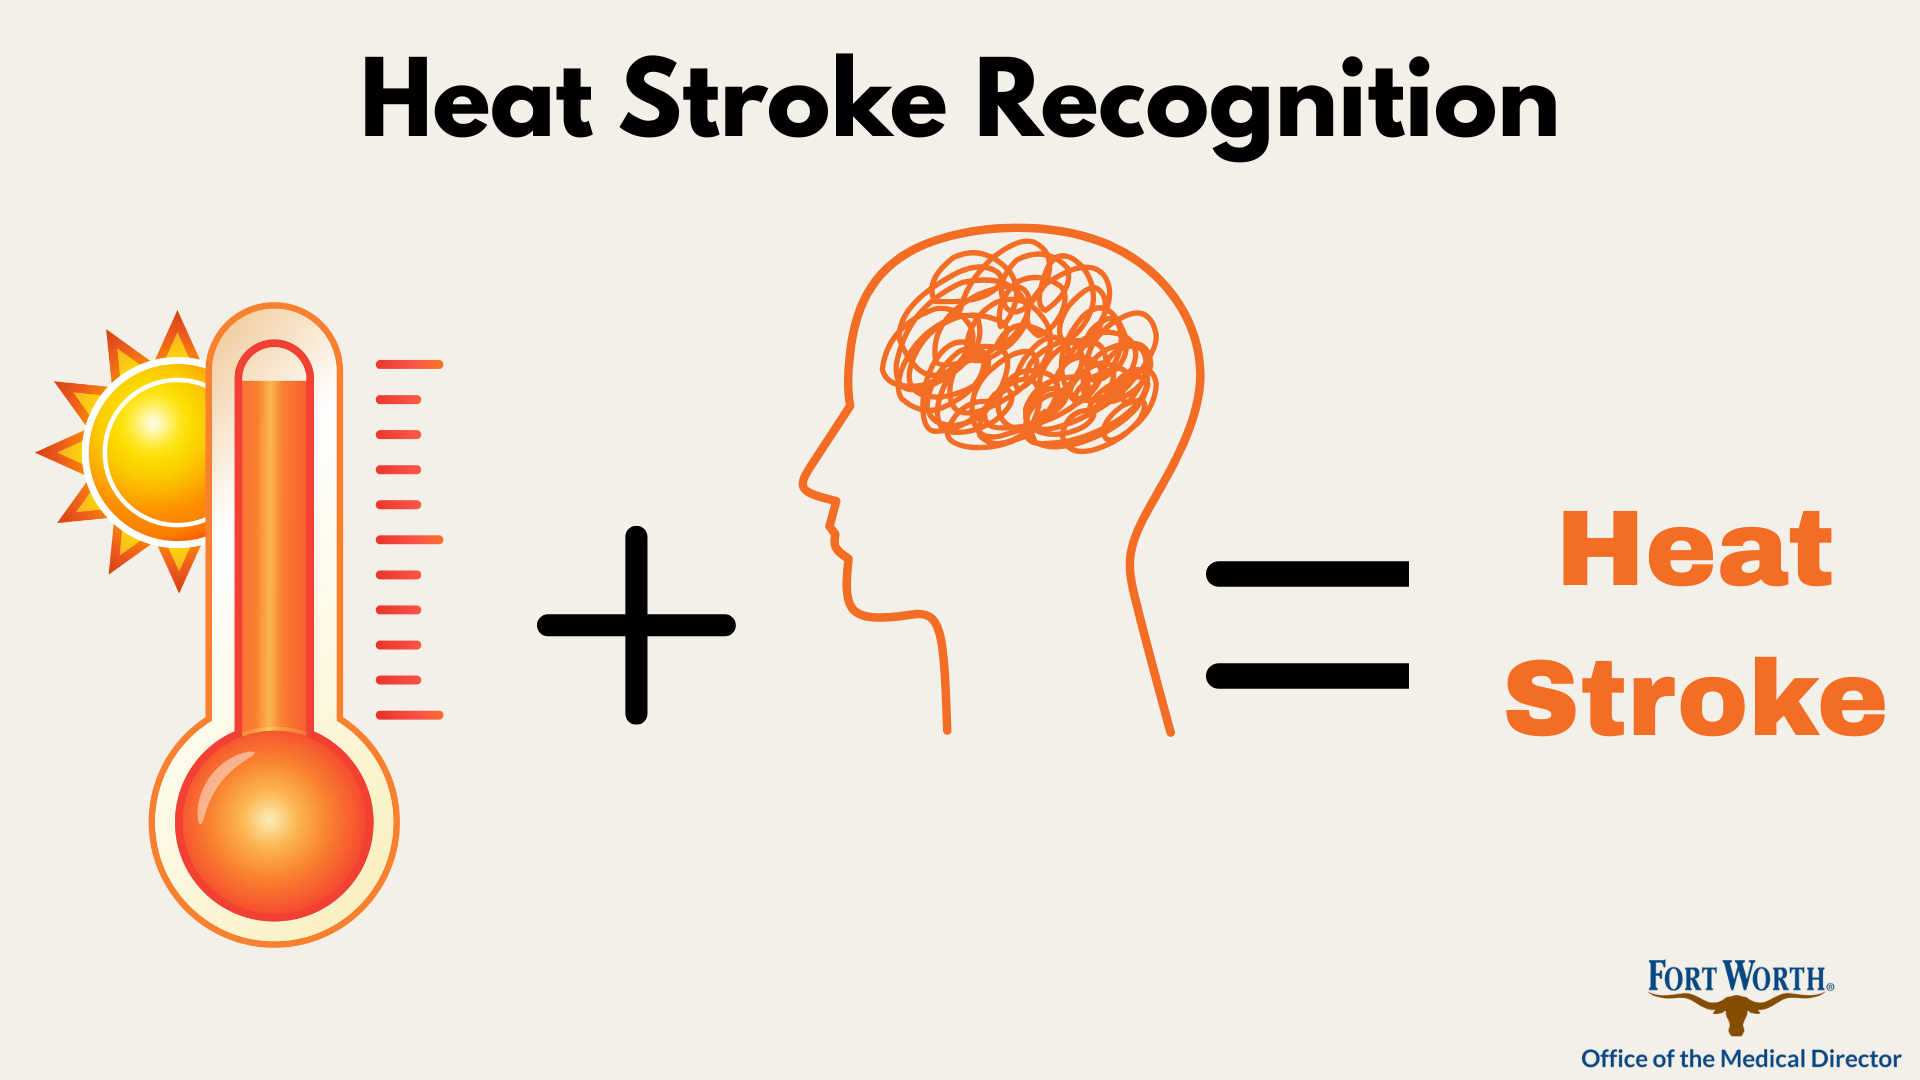 Heat Stroke Recognition
Heat
Stroke
FORT WORTH®
Office of the Medical Director